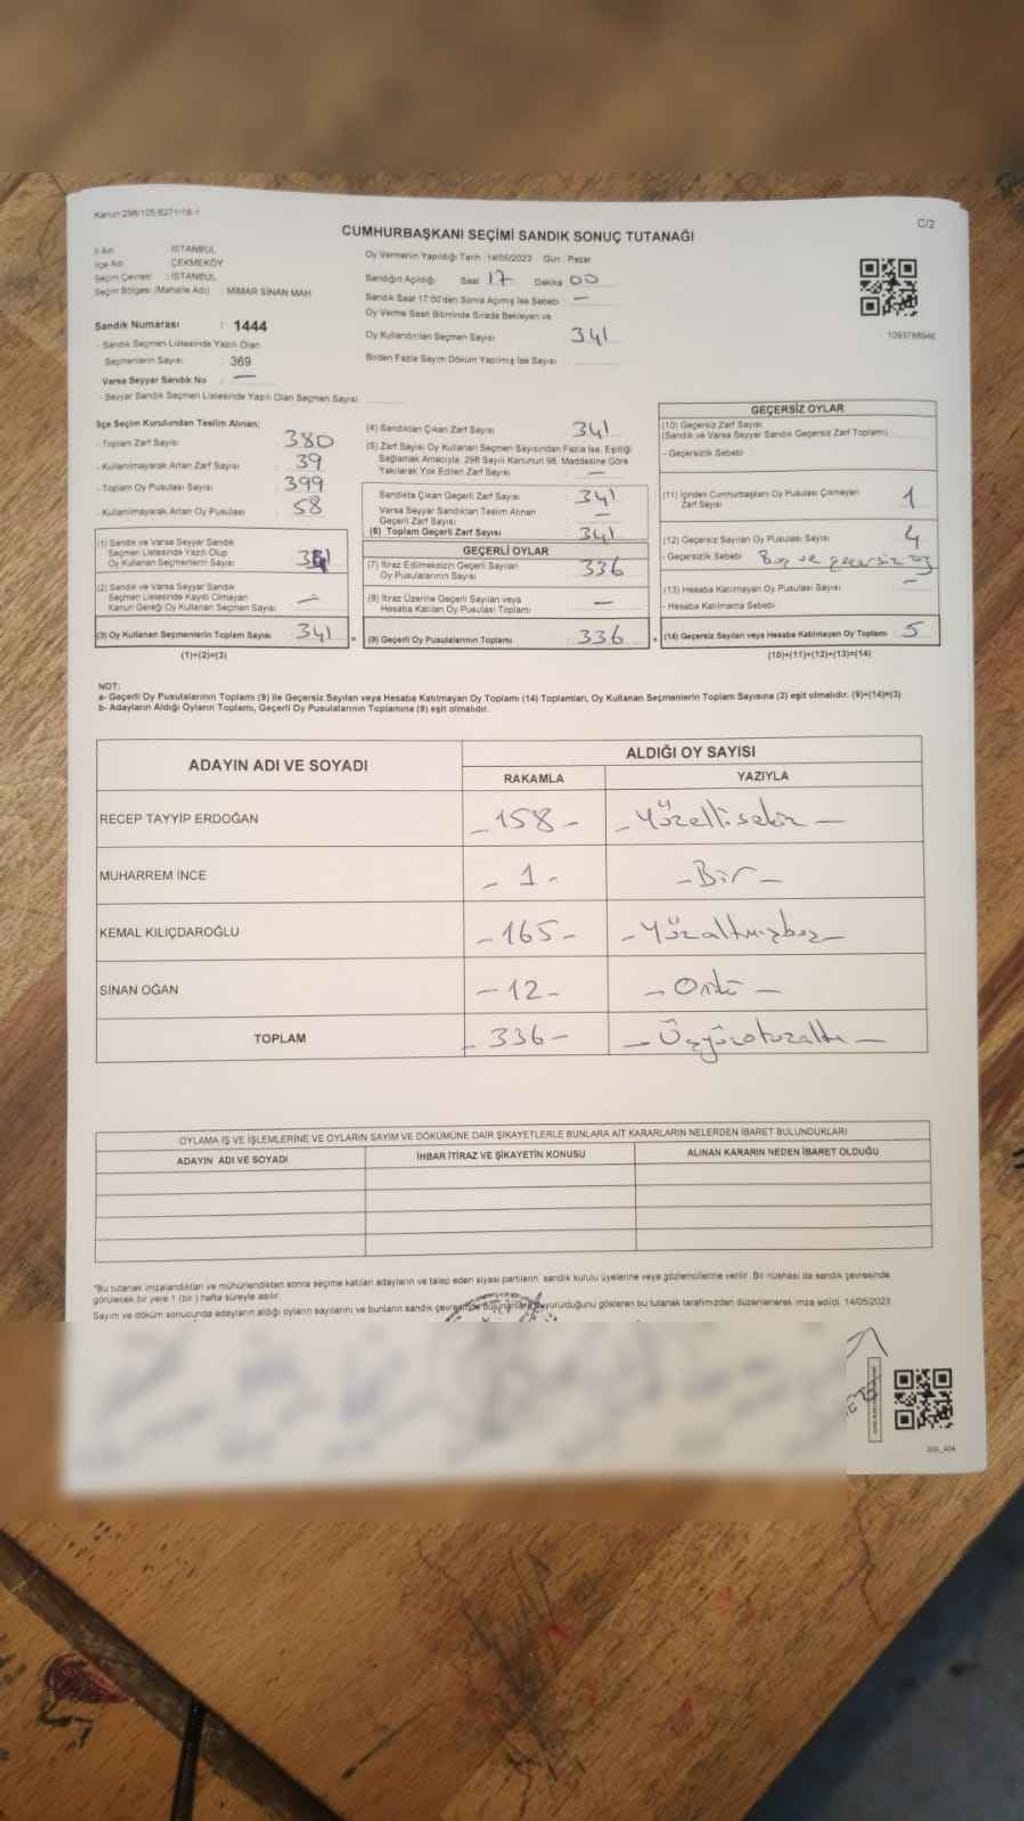 Kanun:298/105;6271/18-1
C/2
CUMHURBAŞKANI SEÇİMİ SANDIK SONUÇ TUTANAĞI
İl Adı : İSTANBUL
İlçe Adı : ÇEKMEKÖY
Seçim Çevresi : İSTANBUL
Seçim Bölgesi (Mahalle Adı) MİMAR SİNAN MAH
Sandık Numarası : 1444
- Sandık Seçmen Listesinde Yazılı Olan
Seçmenlerin Sayısı : 369
Varsa Seyyar Sandık No : —
- Seyyar Sandık Seçmen Listesinde Yazılı Olan Seçmen Sayısı
Oy Vermenin Yapıldığı Tarih :14/05/2023 Gün : Pazar
Sandığın Açılışı Saat 17 Dakika 00
Sandık Saat 17:00'den Sonra Açılmış İse Sebebi —
Oy Verme Saati Bitiminde Sırada Bekleyen ve
Oy Kullandırılan Seçmen Sayısı 341
Birden Fazla Sayım Döküm Yapılmış İse Sayısı
1093788946
İlçe Seçim Kurulundan Teslim Alınan;
- Toplam Zarf Sayısı 380
- Kullanılmayarak Artan Zarf Sayısı 39
- Toplam Oy Pusulası Sayısı 399
- Kullanılmayarak Artan Oy Pusulası 58
(1) Sandık ve Varsa Seyyar Sandık
Seçmen Listesinde Yazılı Olup
Oy Kullanan Seçmenlerin Sayısı
(2) Sandık ve Varsa Seyyar Sandık
Seçmen Listesinde Kayıtlı Olmayan
Kanun Gereği Oy Kullanan Seçmen Sayısı —
(3) Oy Kullanan Seçmenlerin Toplam Sayısı 341
(1)+(2)=(3)
(4) Sandıktan Çıkan Zarf Sayısı 341
(5) Zarf Sayısı Oy Kullanan Seçmen Sayısından Fazla İse, Eşitliği
Sağlamak Amacıyla, 298 Sayılı Kanunun 98. Maddesine Göre
Yakılarak Yok Edilen Zarf Sayısı —
Sandıkta Çıkan Geçerli Zarf Sayısı 341
Varsa Seyyar Sandıktan Teslim Alınan
Geçerli Zarf Sayısı —
(6) Toplam Geçerli Zarf Sayısı 341
GEÇERLİ OYLAR
(7) İtiraz Edilmeksizin Geçerli Sayılan
Oy Pusulalarının Sayısı 336
(8) İtiraz Üzerine Geçerli Sayılan veya
Hesaba Katılan Oy Pusulası Toplamı —
(9) Geçerli Oy Pusulalarının Toplamı 336
GEÇERSİZ OYLAR
(10) Geçersiz Zarf Sayısı
(Sandık ve Varsa Seyyar Sandık Geçersiz Zarf Toplamı)
- Geçersizlik Sebebi
(11) İçinden Cumhurbaşkanı Oy Pusulası Çıkmayan
Zarf Sayısı 1
(12) Geçersiz Sayılan Oy Pusulası Sayısı 4
- Geçersizlik Sebebi Boş ve geçersiz oy
(13) Hesaba Katılmayan Oy Pusulası Sayısı —
- Hesaba Katılmama Sebebi
(14) Geçersiz Sayılan veya Hesaba Katılmayan Oy Toplamı 5
(10)+(11)+(12)+(13)=(14)
NOT:
a- Geçerli Oy Pusulalarının Toplamı (9) ile Geçersiz Sayılan veya Hesaba Katılmayan Oy Toplamı (14) Toplamları, Oy Kullanan Seçmenlerin Toplam Sayısına (3) eşit olmalıdır. (9)+(14)=(3)
b- Adayların Aldığı Oyların Toplamı, Geçerli Oy Pusulalarının Toplamına (9) eşit olmalıdır.
ADAYIN ADI VE SOYADI ALDIĞI OY SAYISI
RAKAMLA YAZIYLA
RECEP TAYYİP ERDOĞAN - 158 - - Yüzellisekiz -
MUHARREM İNCE - 1 - - Bir -
KEMAL KILIÇDAROĞLU - 165 - - Yüzaltmışbeş -
SİNAN OĞAN - 12 - - Oniki -
TOPLAM - 336 - - Üçyüzotuzaltı -
OYLAMA İŞ VE İŞLEMLERİNE VE OYLARIN SAYIM VE DÖKÜMÜNE DAİR ŞİKAYETLERLE BUNLARA AİT KARARLARIN NELERDEN İBARET BULUNDUKLARI
ADAYIN ADI VE SOYADI İHBAR İTİRAZ VE ŞİKAYETİN KONUSU ALINAN KARARIN NEDEN İBARET OLDUĞU
*Bu tutanak imzalandıktan ve mühürlendikten sonra seçime katılan adayların ve talep eden siyasi partilerin sandık kurulu üyelerine veya gözlemcilerine verilir. Bir nüshası da sandık çevresinde
görülecek bir yere 1 (bir ) hafta süreyle asılır.
Sayım ve döküm sonucunda adayların aldığı oyların sayılarını ve bunların sandık çevresinde duyurulduğunu gösteren bu tutanak tarafımızdan düzenlenerek imza edildi. 14/05/2023